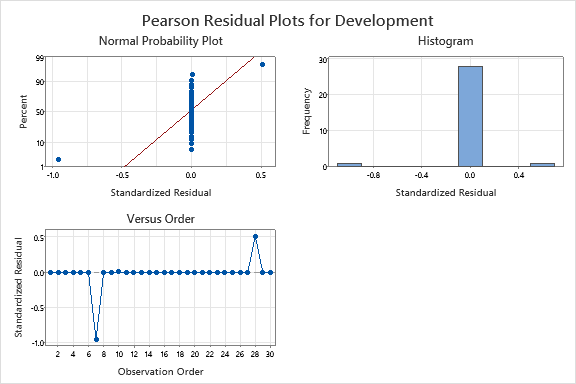 Pearson Residual Plots for Development
Normal Probability Plot
99
90
50
10
1
Percent
-1.0 -0.5 0.0 0.5
Standardized Residual
Histogram
30
20
10
0
Frequency
-0.8 -0.4 0.0 0.4
Standardized Residual
Versus Order
0.5
0.0
-0.5
-1.0
Standardized Residual
2 4 6 8 10 12 14 16 18 20 22 24 26 28 30
Observation Order